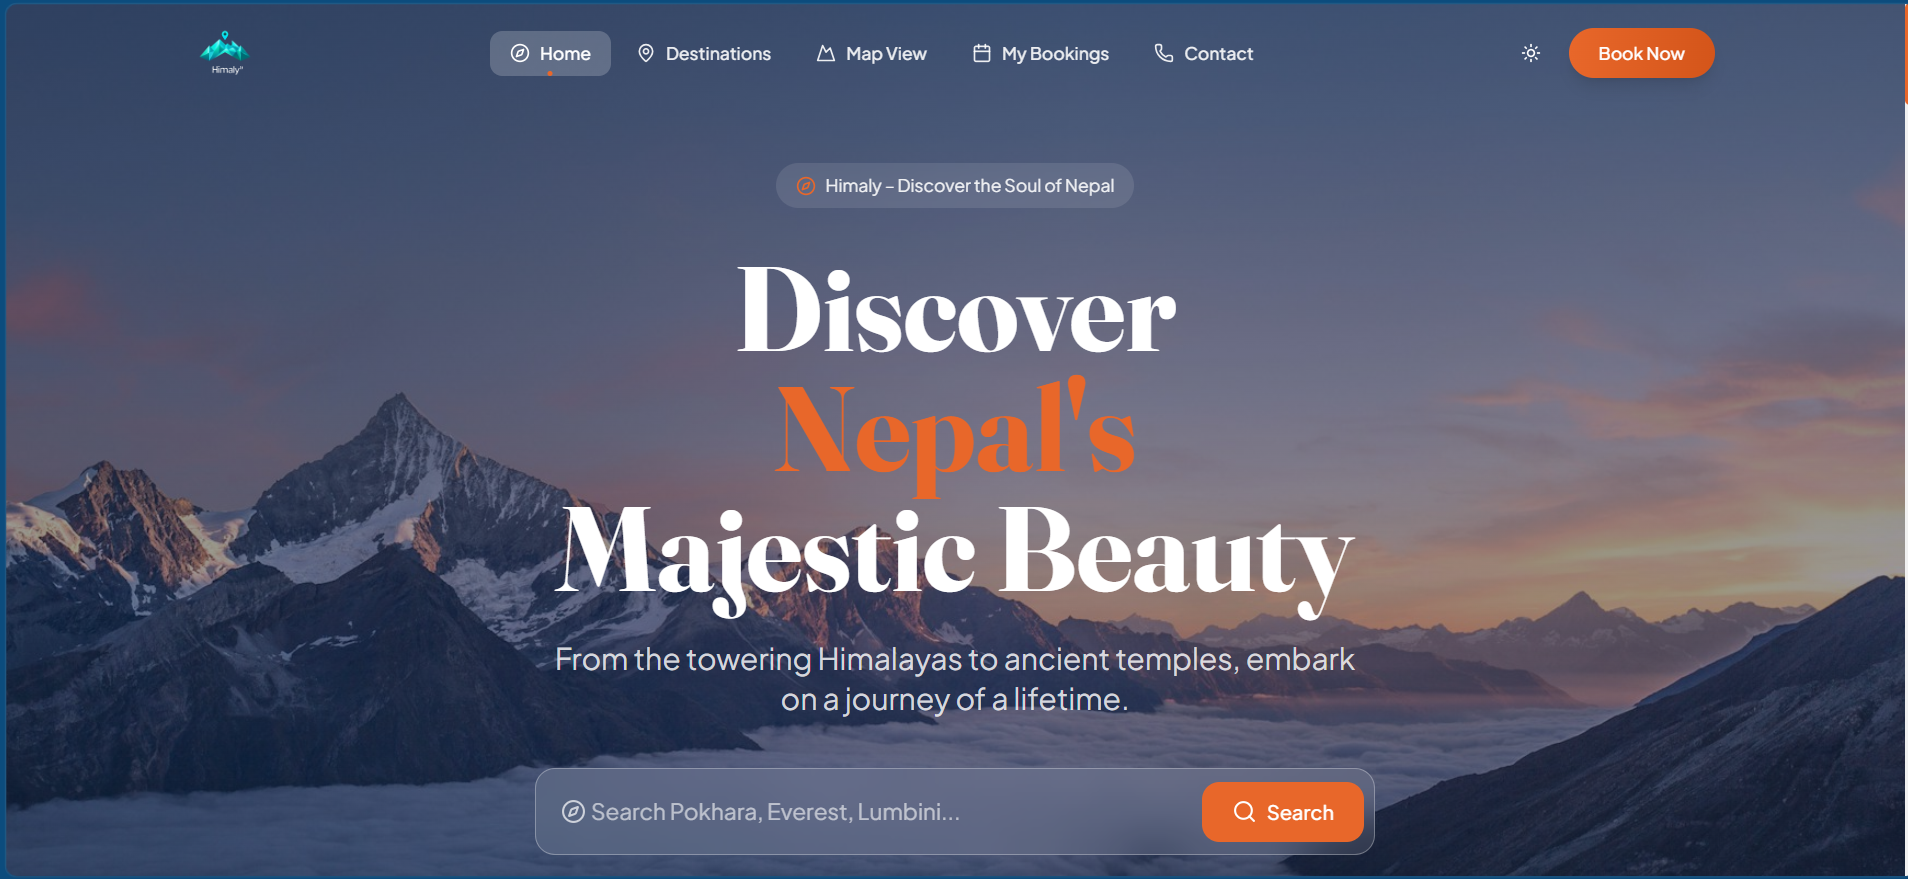 Himaly"
Home
Destinations
Map View
My Bookings
Contact
Book Now
Himaly – Discover the Soul of Nepal
Discover
Nepal's
Majestic Beauty
From the towering Himalayas to ancient temples, embark
on a journey of a lifetime.
Search Pokhara, Everest, Lumbini...
Search